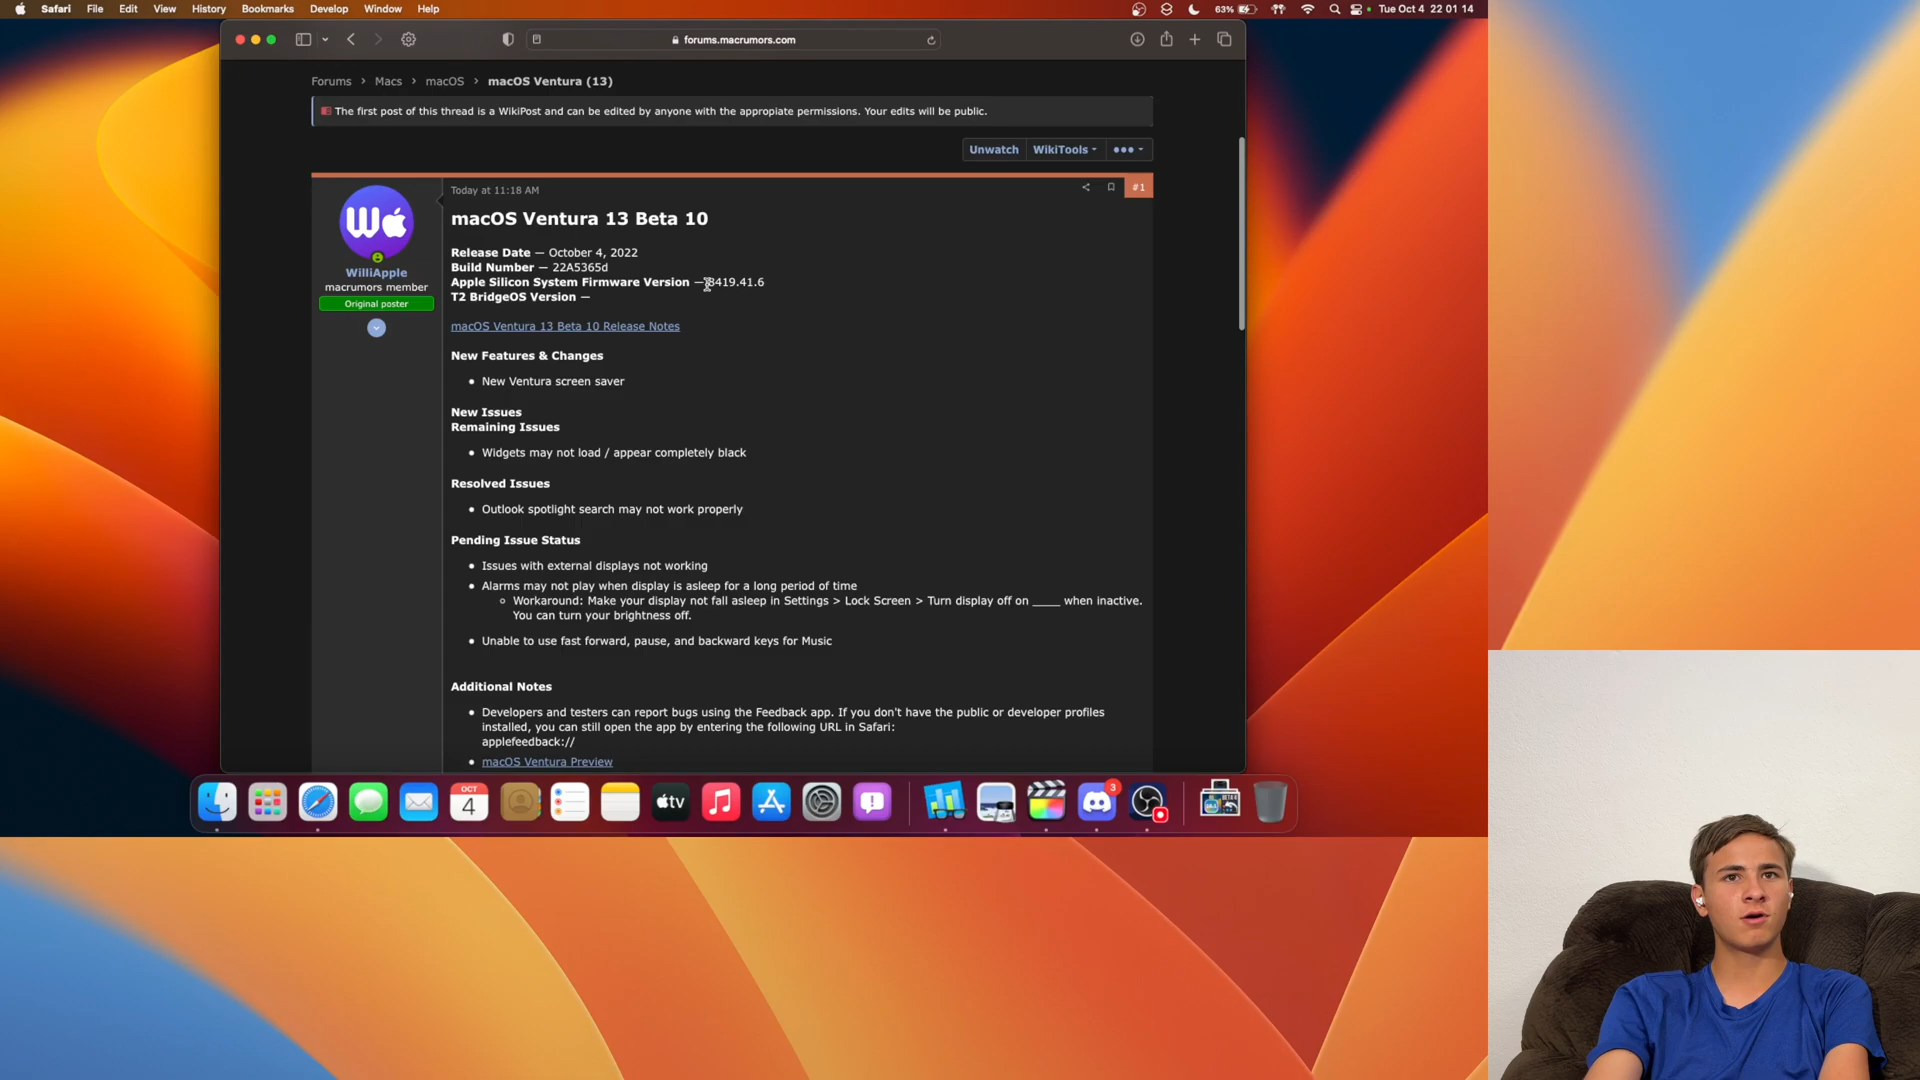 Safari File Edit View History Bookmarks Develop Window Help 63% Tue Oct 4 22 01 14
forums.macrumors.com
Forums > Macs > macOS > macOS Ventura (13)
The first post of this thread is a WikiPost and can be edited by anyone with the appropiate permissions. Your edits will be public.
Unwatch WikiTools
Today at 11:18 AM #1
macOS Ventura 13 Beta 10
WilliApple
macrumors member
Original poster
Release Date — October 4, 2022
Build Number — 22A5365d
Apple Silicon System Firmware Version — 8419.41.6
T2 BridgeOS Version —
macOS Ventura 13 Beta 10 Release Notes
New Features & Changes
• New Ventura screen saver
New Issues
Remaining Issues
• Widgets may not load / appear completely black
Resolved Issues
• Outlook spotlight search may not work properly
Pending Issue Status
• Issues with external displays not working
• Alarms may not play when display is asleep for a long period of time
Workaround: Make your display not fall asleep in Settings > Lock Screen > Turn display off on ____ when inactive.
You can turn your brightness off.
• Unable to use fast forward, pause, and backward keys for Music
Additional Notes
• Developers and testers can report bugs using the Feedback app. If you don't have the public or developer profiles
installed, you can still open the app by entering the following URL in Safari:
applefeedback://
• macOS Ventura Preview
OCT
4
tv
3